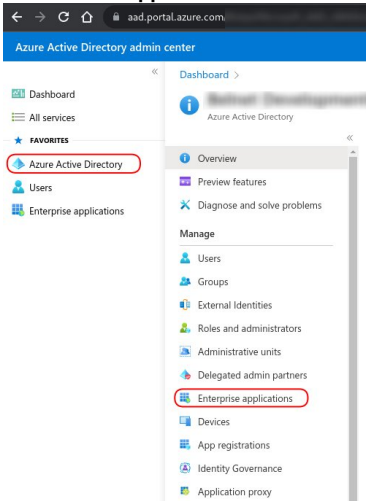 aad.portal.azure.com
Azure Active Directory admin center
Dashboard >
Dashboard
All services
FAVORITES
Azure Active Directory
Users
Enterprise applications
Azure Active Directory
Overview
Preview features
Diagnose and solve problems
Manage
Users
Groups
External Identities
Roles and administrators
Administrative units
Delegated admin partners
Enterprise applications
Devices
App registrations
Identity Governance
Application proxy